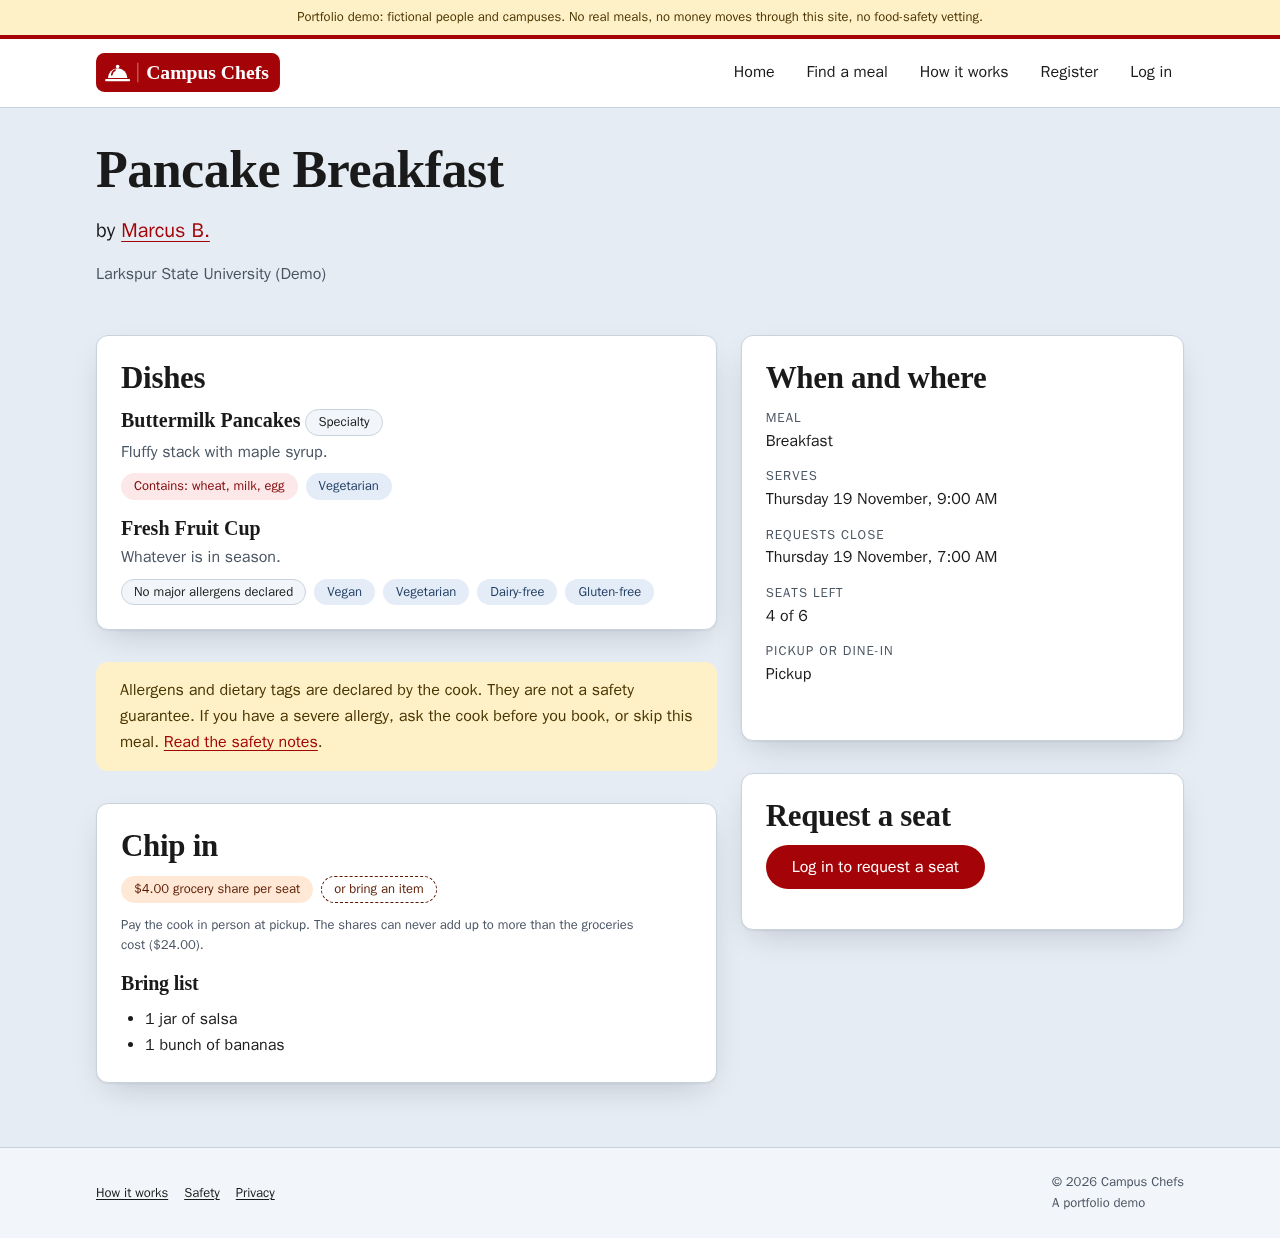 Portfolio demo: fictional people and campuses. No real meals, no money moves through this site, no food-safety vetting.
Campus Chefs
Home
Find a meal
How it works
Register
Log in
Pancake Breakfast
by Marcus B.
Larkspur State University (Demo)
Dishes
Buttermilk Pancakes Specialty
Fluffy stack with maple syrup.
Contains: wheat, milk, egg Vegetarian
Fresh Fruit Cup
Whatever is in season.
No major allergens declared Vegan Vegetarian Dairy-free Gluten-free
Allergens and dietary tags are declared by the cook. They are not a safety
guarantee. If you have a severe allergy, ask the cook before you book, or skip this
meal. Read the safety notes.
Chip in
$4.00 grocery share per seat or bring an item
Pay the cook in person at pickup. The shares can never add up to more than the groceries
cost ($24.00).
Bring list
• 1 jar of salsa
• 1 bunch of bananas
When and where
MEAL
Breakfast
SERVES
Thursday 19 November, 9:00 AM
REQUESTS CLOSE
Thursday 19 November, 7:00 AM
SEATS LEFT
4 of 6
PICKUP OR DINE-IN
Pickup
Request a seat
Log in to request a seat
How it works Safety Privacy
© 2026 Campus Chefs
A portfolio demo